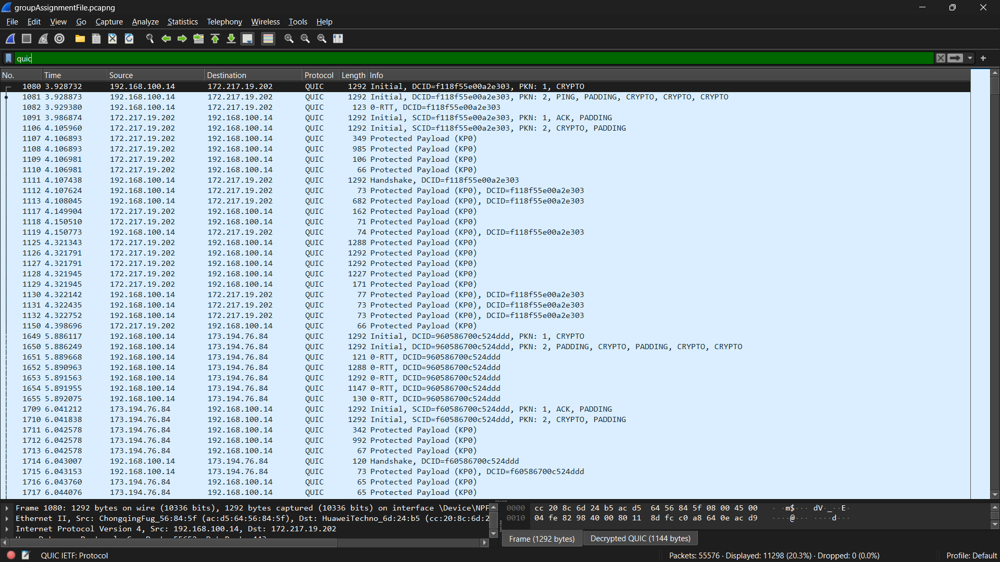 groupAssignmentFile.pcapng
File Edit View Go Capture Analyze Statistics Telephony Wireless Tools Help
quic
No. Time Source Destination Protocol Length Info
1080 3.928732 192.168.100.14 172.217.19.202 QUIC 1292 Initial, DCID=f118f55e00a2e303, PKN: 1, CRYPTO
1081 3.928873 192.168.100.14 172.217.19.202 QUIC 1292 Initial, DCID=f118f55e00a2e303, PKN: 2, PING, PADDING, CRYPTO, CRYPTO, CRYPTO
1082 3.929380 192.168.100.14 172.217.19.202 QUIC 123 0-RTT, DCID=f118f55e00a2e303
1091 3.986874 172.217.19.202 192.168.100.14 QUIC 1292 Initial, SCID=f118f55e00a2e303, PKN: 1, ACK, PADDING
1106 4.105960 172.217.19.202 192.168.100.14 QUIC 1292 Initial, SCID=f118f55e00a2e303, PKN: 2, CRYPTO, PADDING
1107 4.106893 172.217.19.202 192.168.100.14 QUIC 349 Protected Payload (KP0)
1108 4.106893 172.217.19.202 192.168.100.14 QUIC 985 Protected Payload (KP0)
1109 4.106981 172.217.19.202 192.168.100.14 QUIC 106 Protected Payload (KP0)
1110 4.106981 172.217.19.202 192.168.100.14 QUIC 66 Protected Payload (KP0)
1111 4.107438 192.168.100.14 172.217.19.202 QUIC 1292 Handshake, DCID=f118f55e00a2e303
1112 4.107624 192.168.100.14 172.217.19.202 QUIC 73 Protected Payload (KP0), DCID=f118f55e00a2e303
1113 4.108045 192.168.100.14 172.217.19.202 QUIC 682 Protected Payload (KP0), DCID=f118f55e00a2e303
1117 4.149904 172.217.19.202 192.168.100.14 QUIC 162 Protected Payload (KP0)
1118 4.150510 172.217.19.202 192.168.100.14 QUIC 71 Protected Payload (KP0)
1119 4.150773 192.168.100.14 172.217.19.202 QUIC 74 Protected Payload (KP0), DCID=f118f55e00a2e303
1125 4.321343 172.217.19.202 192.168.100.14 QUIC 1288 Protected Payload (KP0)
1126 4.321791 172.217.19.202 192.168.100.14 QUIC 1292 Protected Payload (KP0)
1127 4.321791 172.217.19.202 192.168.100.14 QUIC 1292 Protected Payload (KP0)
1128 4.321945 172.217.19.202 192.168.100.14 QUIC 1227 Protected Payload (KP0)
1129 4.321945 172.217.19.202 192.168.100.14 QUIC 171 Protected Payload (KP0)
1130 4.322142 192.168.100.14 172.217.19.202 QUIC 77 Protected Payload (KP0), DCID=f118f55e00a2e303
1131 4.322435 192.168.100.14 172.217.19.202 QUIC 73 Protected Payload (KP0), DCID=f118f55e00a2e303
1132 4.322752 192.168.100.14 172.217.19.202 QUIC 73 Protected Payload (KP0), DCID=f118f55e00a2e303
1150 4.398696 172.217.19.202 192.168.100.14 QUIC 66 Protected Payload (KP0)
1649 5.886117 192.168.100.14 173.194.76.84 QUIC 1292 Initial, DCID=960586700c524ddd, PKN: 1, CRYPTO
1650 5.886249 192.168.100.14 173.194.76.84 QUIC 1292 Initial, DCID=960586700c524ddd, PKN: 2, PADDING, CRYPTO, PADDING, CRYPTO, CRYPTO
1651 5.889668 192.168.100.14 173.194.76.84 QUIC 121 0-RTT, DCID=960586700c524ddd
1652 5.890963 192.168.100.14 173.194.76.84 QUIC 1288 0-RTT, DCID=960586700c524ddd
1653 5.891563 192.168.100.14 173.194.76.84 QUIC 1292 0-RTT, DCID=960586700c524ddd
1654 5.891955 192.168.100.14 173.194.76.84 QUIC 1147 0-RTT, DCID=960586700c524ddd
1655 5.892075 192.168.100.14 173.194.76.84 QUIC 130 0-RTT, DCID=960586700c524ddd
1709 6.041212 173.194.76.84 192.168.100.14 QUIC 1292 Initial, SCID=f60586700c524ddd, PKN: 1, ACK, PADDING
1710 6.041838 173.194.76.84 192.168.100.14 QUIC 1292 Initial, SCID=f60586700c524ddd, PKN: 2, CRYPTO, PADDING
1711 6.042578 173.194.76.84 192.168.100.14 QUIC 342 Protected Payload (KP0)
1712 6.042578 173.194.76.84 192.168.100.14 QUIC 992 Protected Payload (KP0)
1713 6.042578 173.194.76.84 192.168.100.14 QUIC 67 Protected Payload (KP0)
1714 6.043007 192.168.100.14 173.194.76.84 QUIC 120 Handshake, DCID=f60586700c524ddd
1715 6.043153 192.168.100.14 173.194.76.84 QUIC 73 Protected Payload (KP0), DCID=f60586700c524ddd
1716 6.043760 173.194.76.84 192.168.100.14 QUIC 65 Protected Payload (KP0)
1717 6.044076 173.194.76.84 192.168.100.14 QUIC 65 Protected Payload (KP0)
Frame 1080: 1292 bytes on wire (10336 bits), 1292 bytes captured (10336 bits) on interface \Device\NPF
Ethernet II, Src: ChongqingFug_56:84:5f (ac:d5:64:56:84:5f), Dst: HuaweiTechno_6d:24:b5 (cc:20:8c:6d:2
Internet Protocol Version 4, Src: 192.168.100.14, Dst: 172.217.19.202
0000 cc 20 8c 6d 24 b5 ac d5 64 56 84 5f 08 00 45 00 · ·m$··· dV·_··E·
0010 04 fe 82 98 40 00 80 11 8d fc c0 a8 64 0e ac d9 ····@··· ····d···
Frame (1292 bytes) Decrypted QUIC (1144 bytes)
QUIC IETF: Protocol Packets: 55576 · Displayed: 11298 (20.3%) · Dropped: 0 (0.0%) Profile: Default